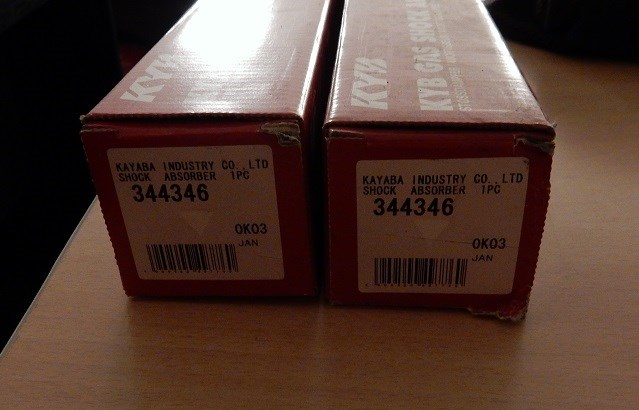 KYB
KAYABA INDUSTRY CO.,LTD
SHOCK ABSORBER 1PC
344346
0K03
JAN
KYB
KYB GAS SHOCK
KAYABA INDUSTRY CO.,LTD
SHOCK ABSORBER 1PC
344346
0K03
JAN